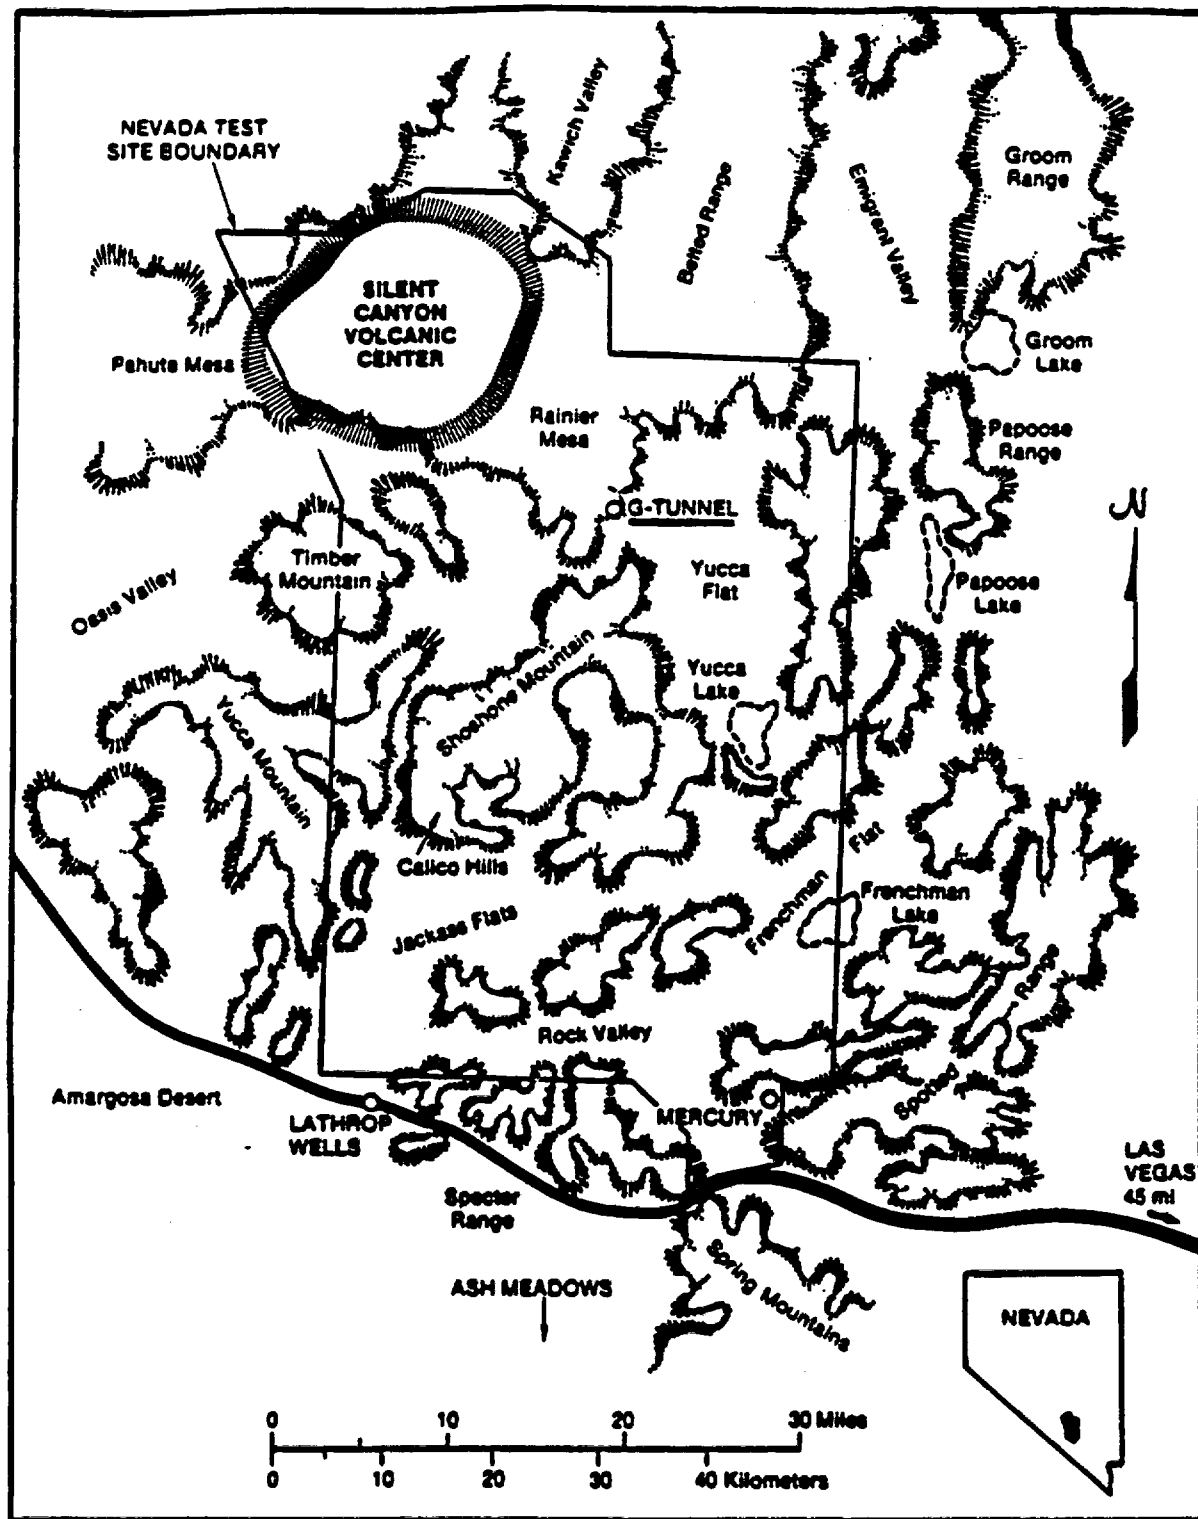 NEVADA TEST
SITE BOUNDARY
Kawich Valley
Belted Range
Emigrant Valley
Groom
Range
SILENT
CANYON
VOLCANIC
CENTER
Groom
Lake
Pahute Mesa
Rainier
Mesa
Papoose
Range
N
G-TUNNEL
Timber
Mountain
Yucca
Flat
Papoose
Lake
Oasis Valley
Shoshone Mountain
Yucca
Lake
Yucca Mountain
Calico Hills
Frenchman Flat
Frenchman
Lake
Jackass Flats
Rock Valley
Spotted Range
Amargosa Desert
LATHROP
WELLS
MERCURY
LAS
VEGAS
45 mi
Specter
Range
Spring Mountains
ASH MEADOWS
NEVADA
0 10 20 30 Miles
0 10 20 30 40 Kilometers